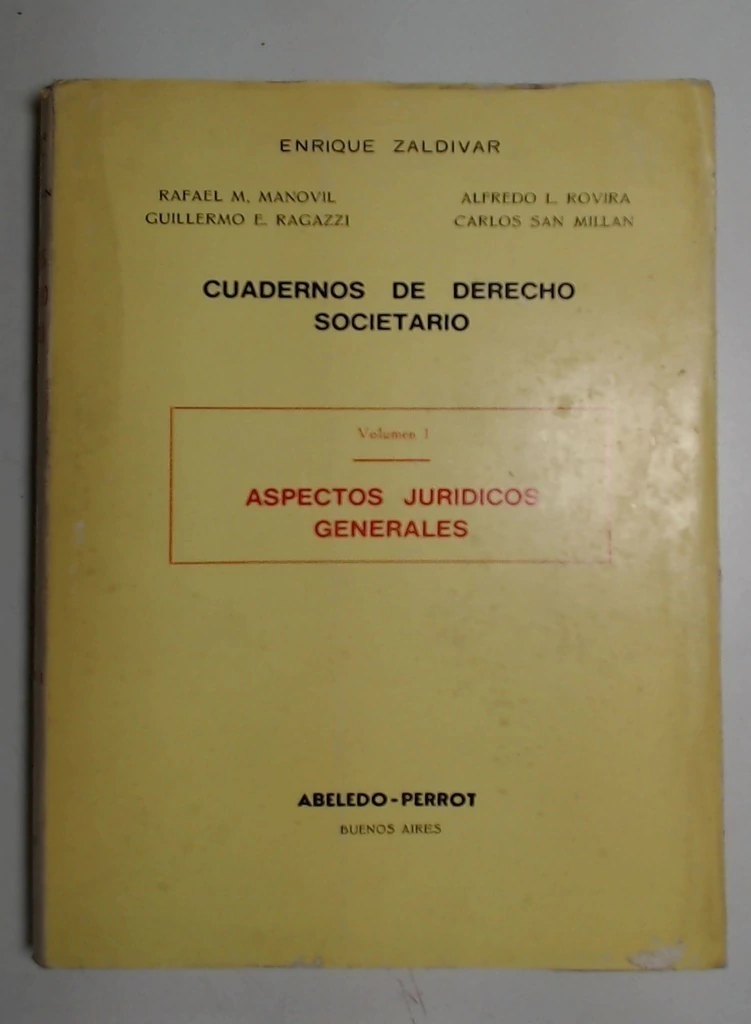 ENRIQUE ZALDIVAR
RAFAEL M. MANOVIL
GUILLERMO E. RAGAZZI
ALFREDO L. ROVIRA
CARLOS SAN MILLAN
CUADERNOS DE DERECHO
SOCIETARIO
Volumen I
ASPECTOS JURIDICOS
GENERALES
ABELEDO-PERROT
BUENOS AIRES